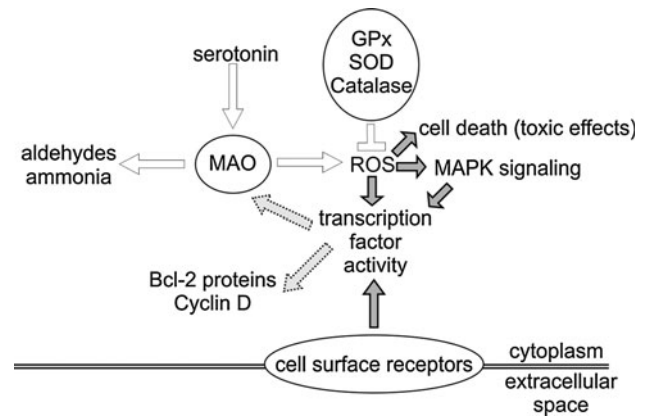 serotonin
GPx
SOD
Catalase
cell death (toxic effects)
aldehydes
ammonia
MAO
ROS
MAPK signaling
transcription
factor
activity
Bcl-2 proteins
Cyclin D
cell surface receptors
cytoplasm
extracellular
space